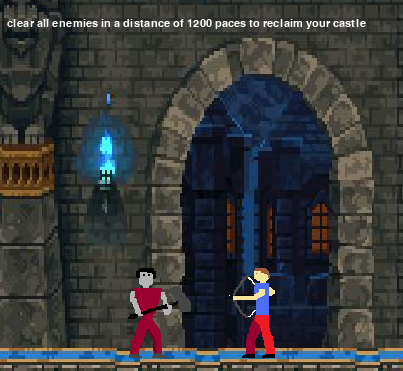 clear all enemies in a distance of 1200 paces to reclaim your castle